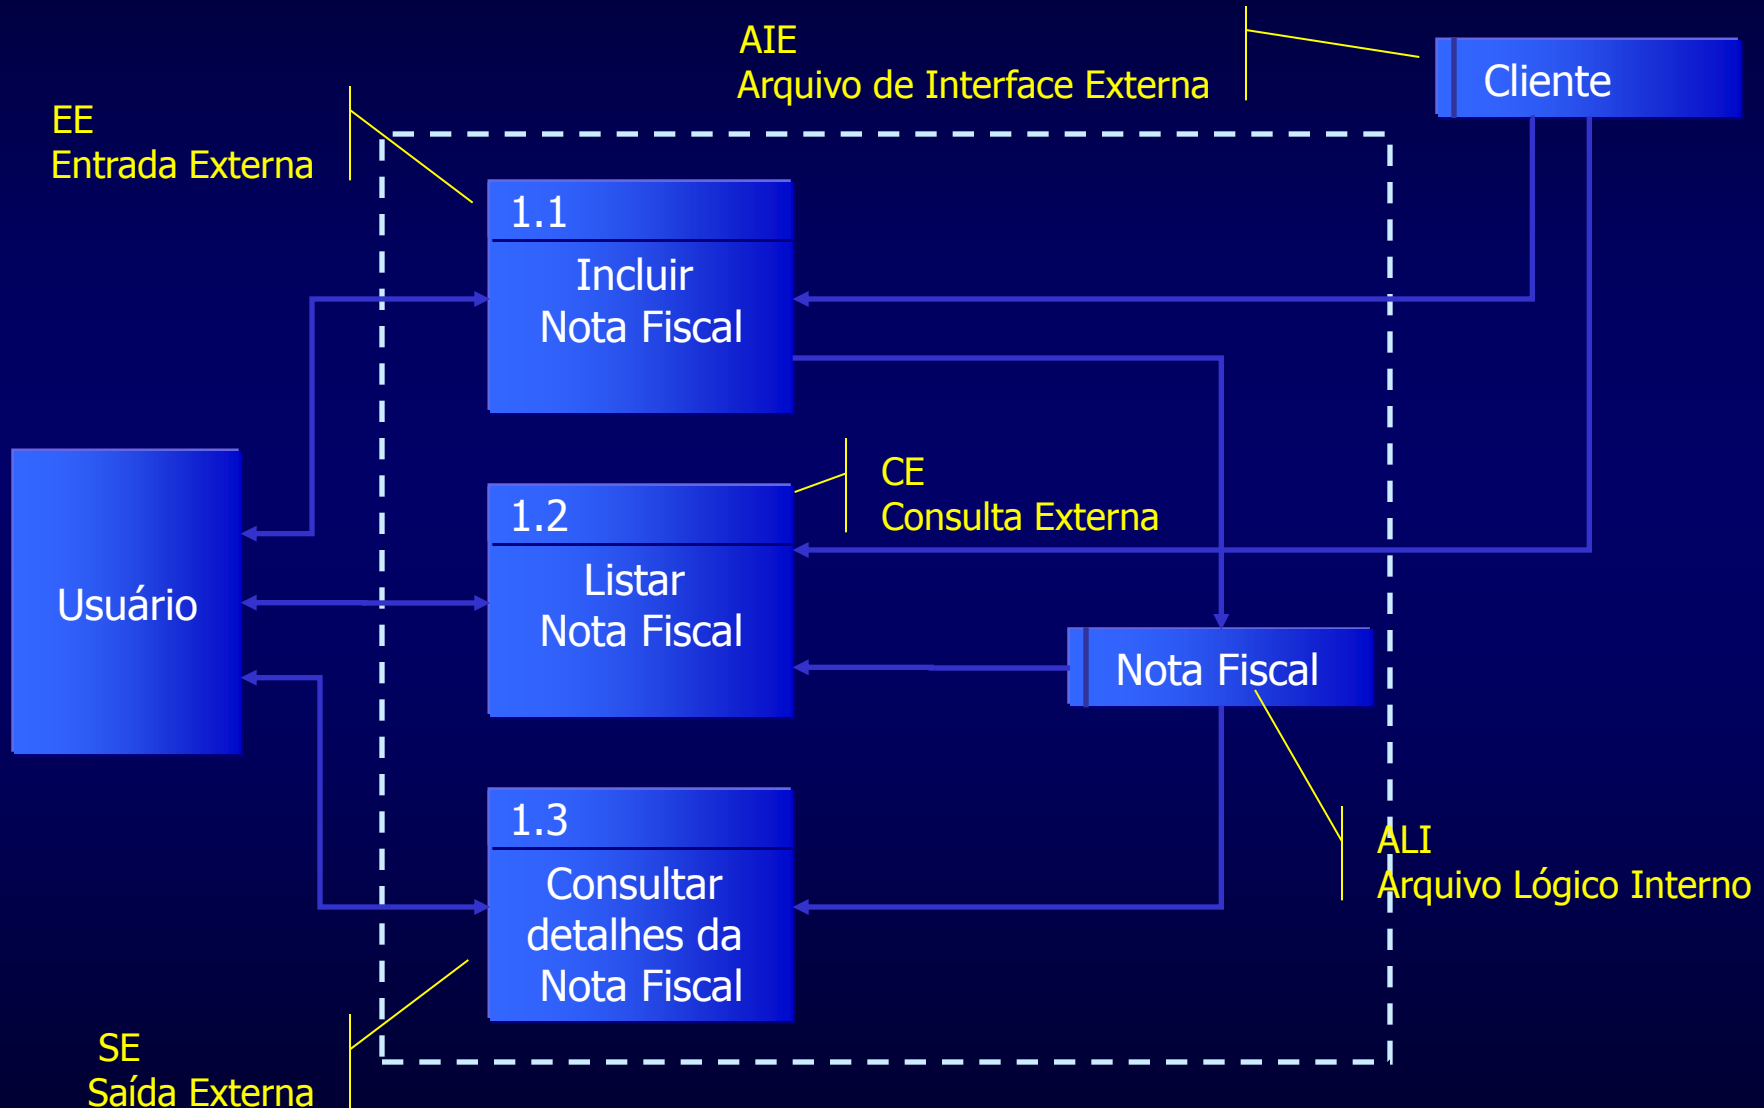 AIE
Arquivo de Interface Externa
Cliente
EE
Entrada Externa
1.1
Incluir
Nota Fiscal
CE
Consulta Externa
1.2
Listar
Nota Fiscal
Usuário
Nota Fiscal
1.3
Consultar
detalhes da
Nota Fiscal
ALI
Arquivo Lógico Interno
SE
Saída Externa